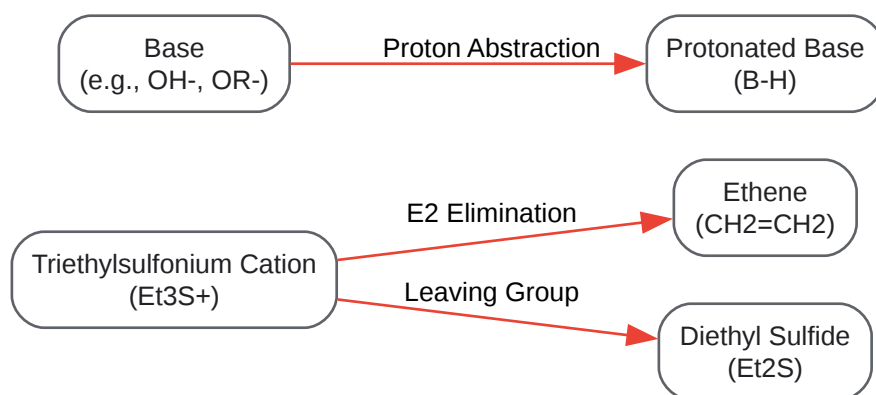 Base
(e.g., OH-, OR-)
Proton Abstraction
Protonated Base
(B-H)
Triethylsulfonium Cation
(Et3S+)
E2 Elimination
Ethene
(CH2=CH2)
Leaving Group
Diethyl Sulfide
(Et2S)